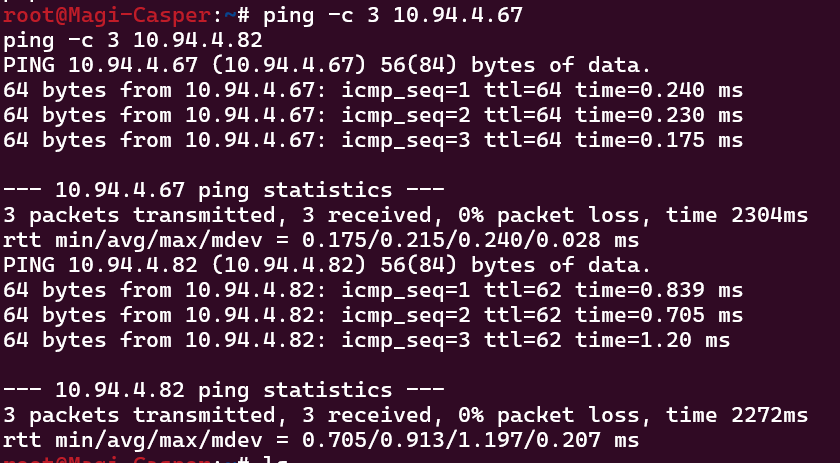 root@Magi-Casper:~# ping -c 3 10.94.4.67
ping -c 3 10.94.4.82
PING 10.94.4.67 (10.94.4.67) 56(84) bytes of data.
64 bytes from 10.94.4.67: icmp_seq=1 ttl=64 time=0.240 ms
64 bytes from 10.94.4.67: icmp_seq=2 ttl=64 time=0.230 ms
64 bytes from 10.94.4.67: icmp_seq=3 ttl=64 time=0.175 ms
--- 10.94.4.67 ping statistics ---
3 packets transmitted, 3 received, 0% packet loss, time 2304ms
rtt min/avg/max/mdev = 0.175/0.215/0.240/0.028 ms
PING 10.94.4.82 (10.94.4.82) 56(84) bytes of data.
64 bytes from 10.94.4.82: icmp_seq=1 ttl=62 time=0.839 ms
64 bytes from 10.94.4.82: icmp_seq=2 ttl=62 time=0.705 ms
64 bytes from 10.94.4.82: icmp_seq=3 ttl=62 time=1.20 ms
--- 10.94.4.82 ping statistics ---
3 packets transmitted, 3 received, 0% packet loss, time 2272ms
rtt min/avg/max/mdev = 0.705/0.913/1.197/0.207 ms
root@Magi-Casper:~# ls